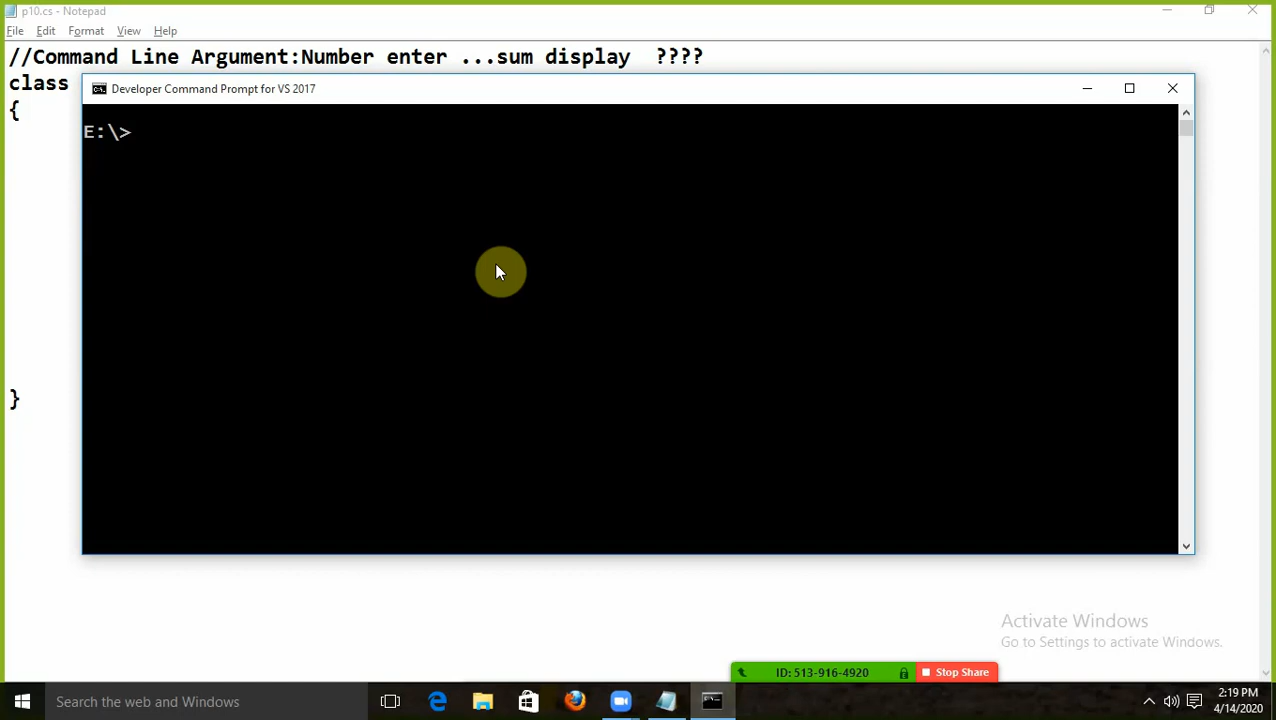 p10.cs - Notepad
File Edit Format View Help
//Command Line Argument:Number enter ...sum display ????
class
{
Developer Command Prompt for VS 2017
E:\>
}
Activate Windows
Go to Settings to activate Windows.
ID: 513-916-4920 Stop Share
Search the web and Windows
2:19 PM
4/14/2020